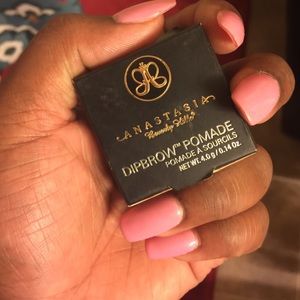 ANASTASIA
Beverly Hills
DIPBROW™ POMADE
POMADE À SOURCILS
NET WT. 4.0 g / 0.14 Oz.